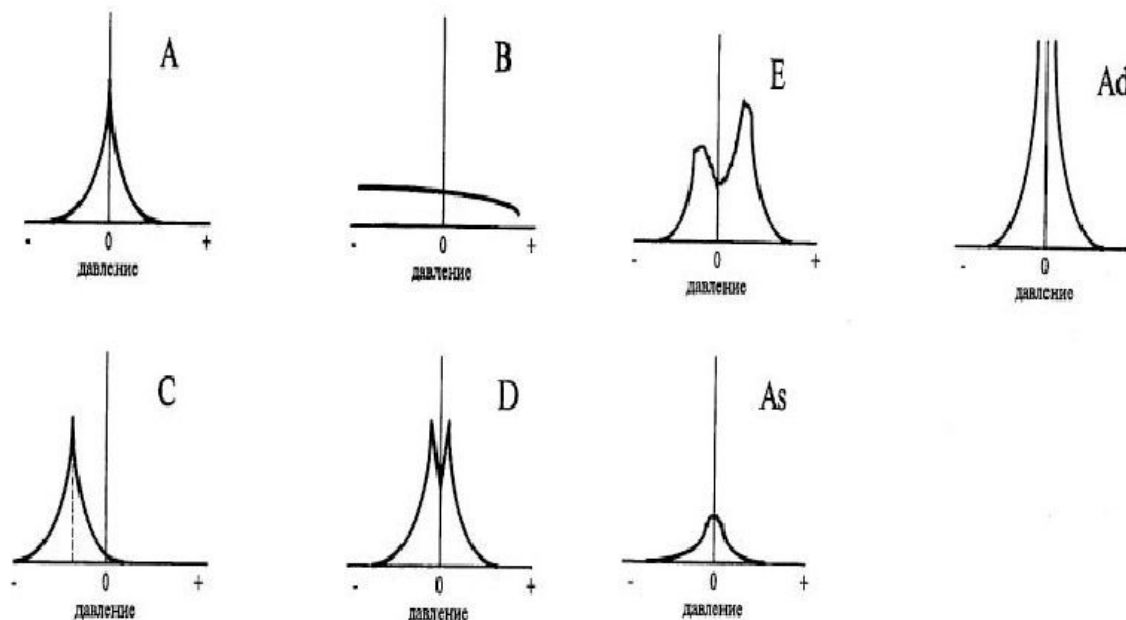 A
- 0 +
давление
B
- 0 +
давление
E
- 0 +
давление
Ad
- 0
давление
C
- 0 +
давление
D
- 0 +
давление
As
- 0 +
давление